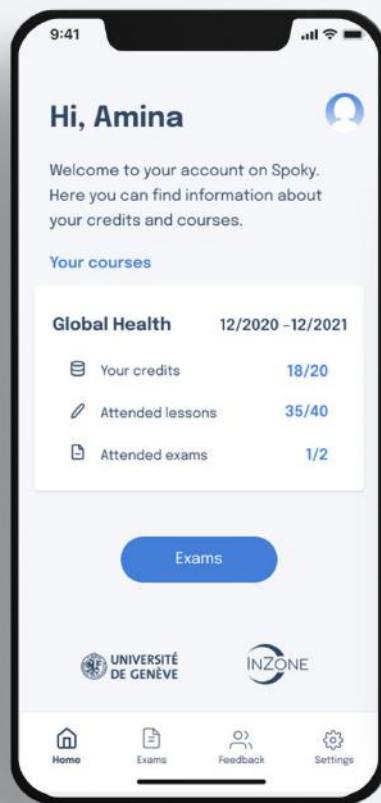 9:41
Hi, Amina
Welcome to your account on Spoky.
Here you can find information about
your credits and courses.
Your courses
Global Health 12/2020 -12/2021
Your credits 18/20
Attended lessons 35/40
Attended exams 1/2
Exams
UNIVERSITÉ
DE GENÈVE
INZONE
Home Exams Feedback Settings